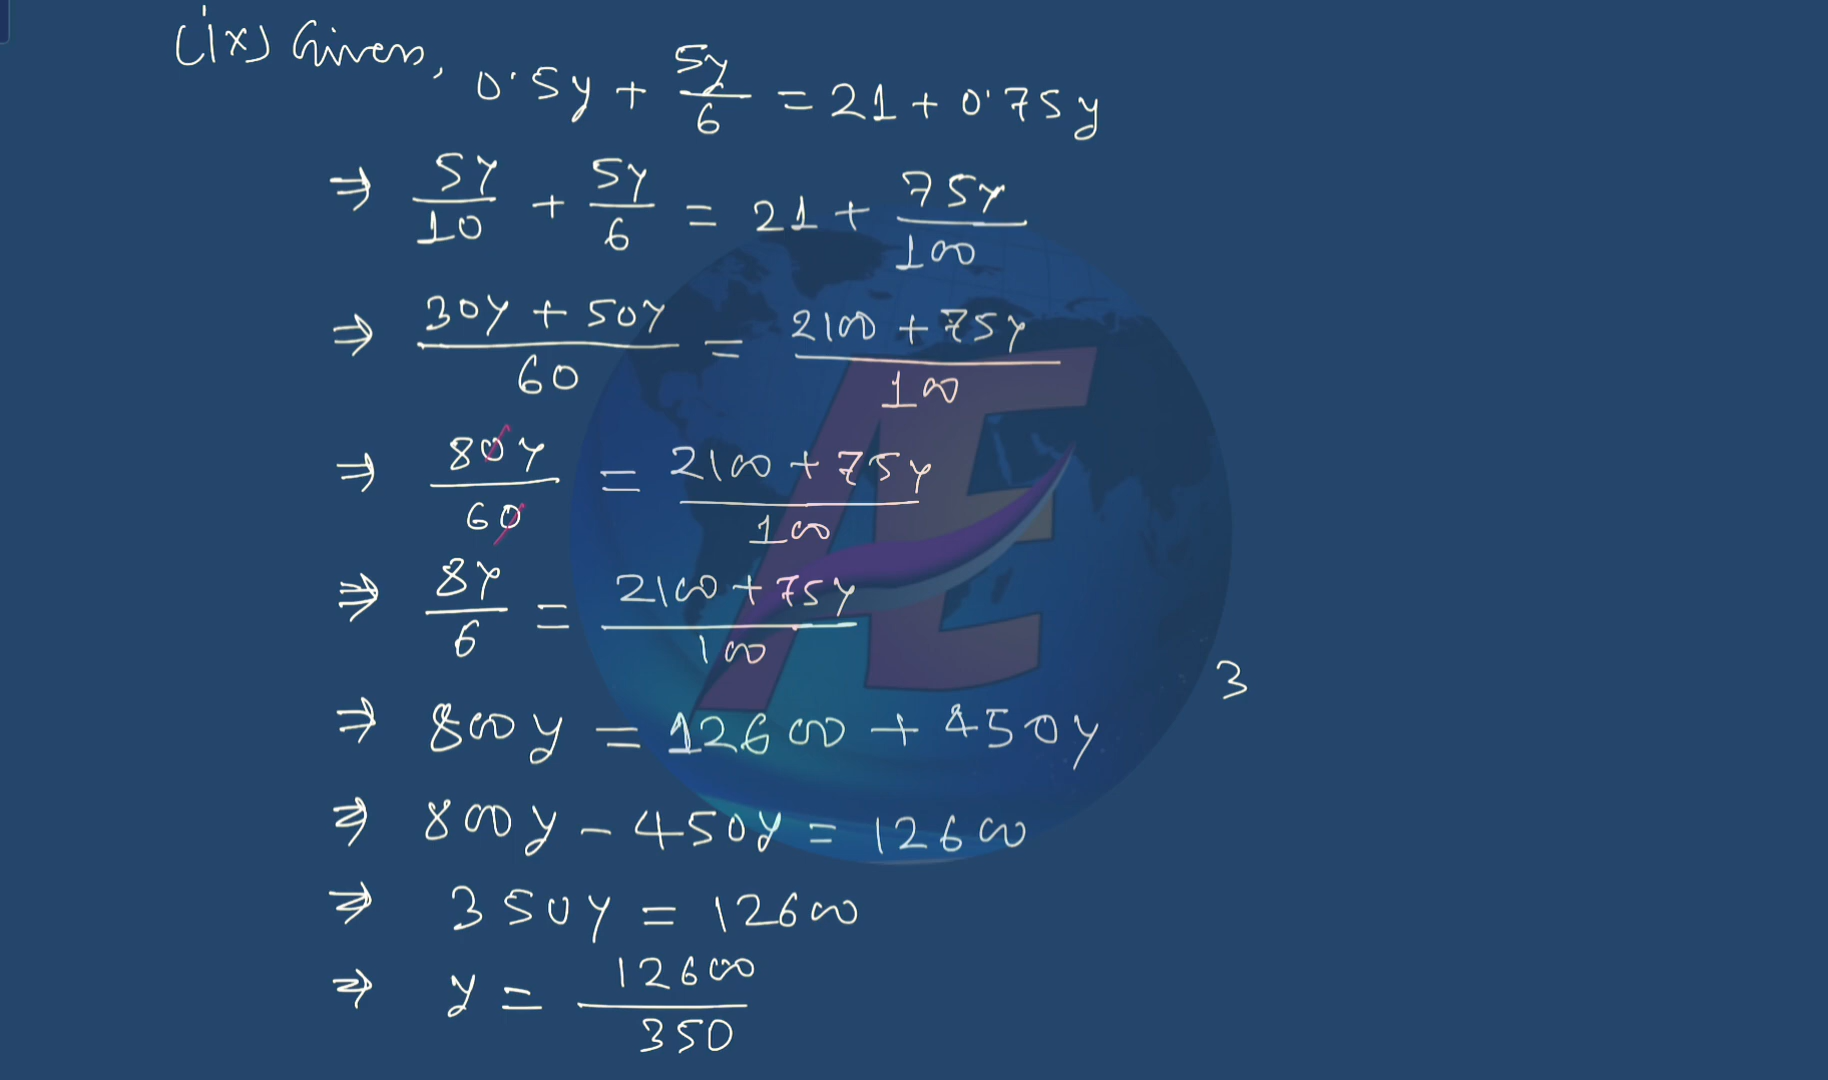 (ix) Given, 0.5y + 5y/6 = 21 + 0.75y
⇒ 5y/10 + 5y/6 = 21 + 75y/100
⇒ (30y + 50y)/60 = (2100 + 75y)/100
⇒ 80y/60 = (2100 + 75y)/100
⇒ 8y/6 = (2100 + 75y)/100
3
⇒ 800y = 12600 + 450y
⇒ 800y - 450y = 12600
⇒ 350y = 12600
⇒ y = 12600/350
AE